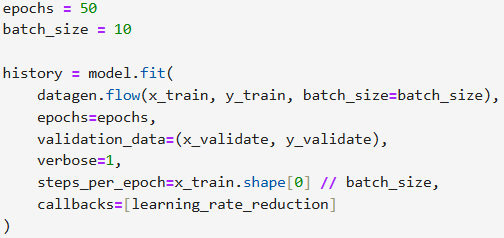 epochs = 50
batch_size = 10

history = model.fit(
    datagen.flow(x_train, y_train, batch_size=batch_size),
    epochs=epochs,
    validation_data=(x_validate, y_validate),
    verbose=1,
    steps_per_epoch=x_train.shape[0] // batch_size,
    callbacks=[learning_rate_reduction]
)